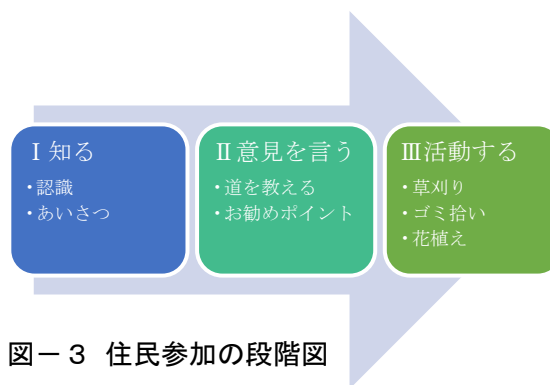 Ⅰ 知る
・認識
・あいさつ
Ⅱ意見を言う
・道を教える
・お勧めポイント
Ⅲ活動する
・草刈り
・ゴミ拾い
・花植え
図－３ 住民参加の段階図